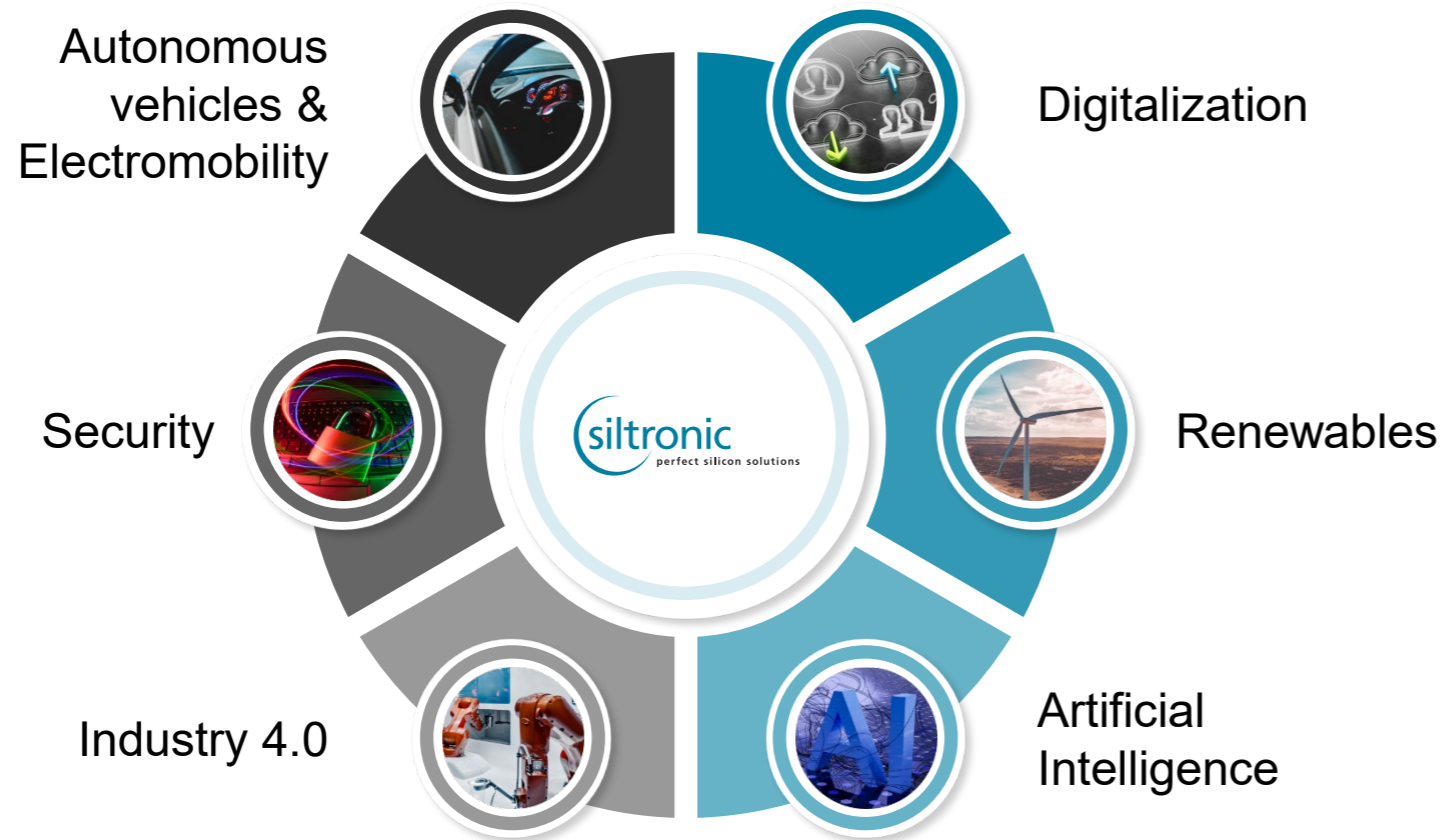 Autonomous
vehicles &
Electromobility
Digitalization
Security
siltronic
perfect silicon solutions
Renewables
Industry 4.0
AI
Artificial
Intelligence